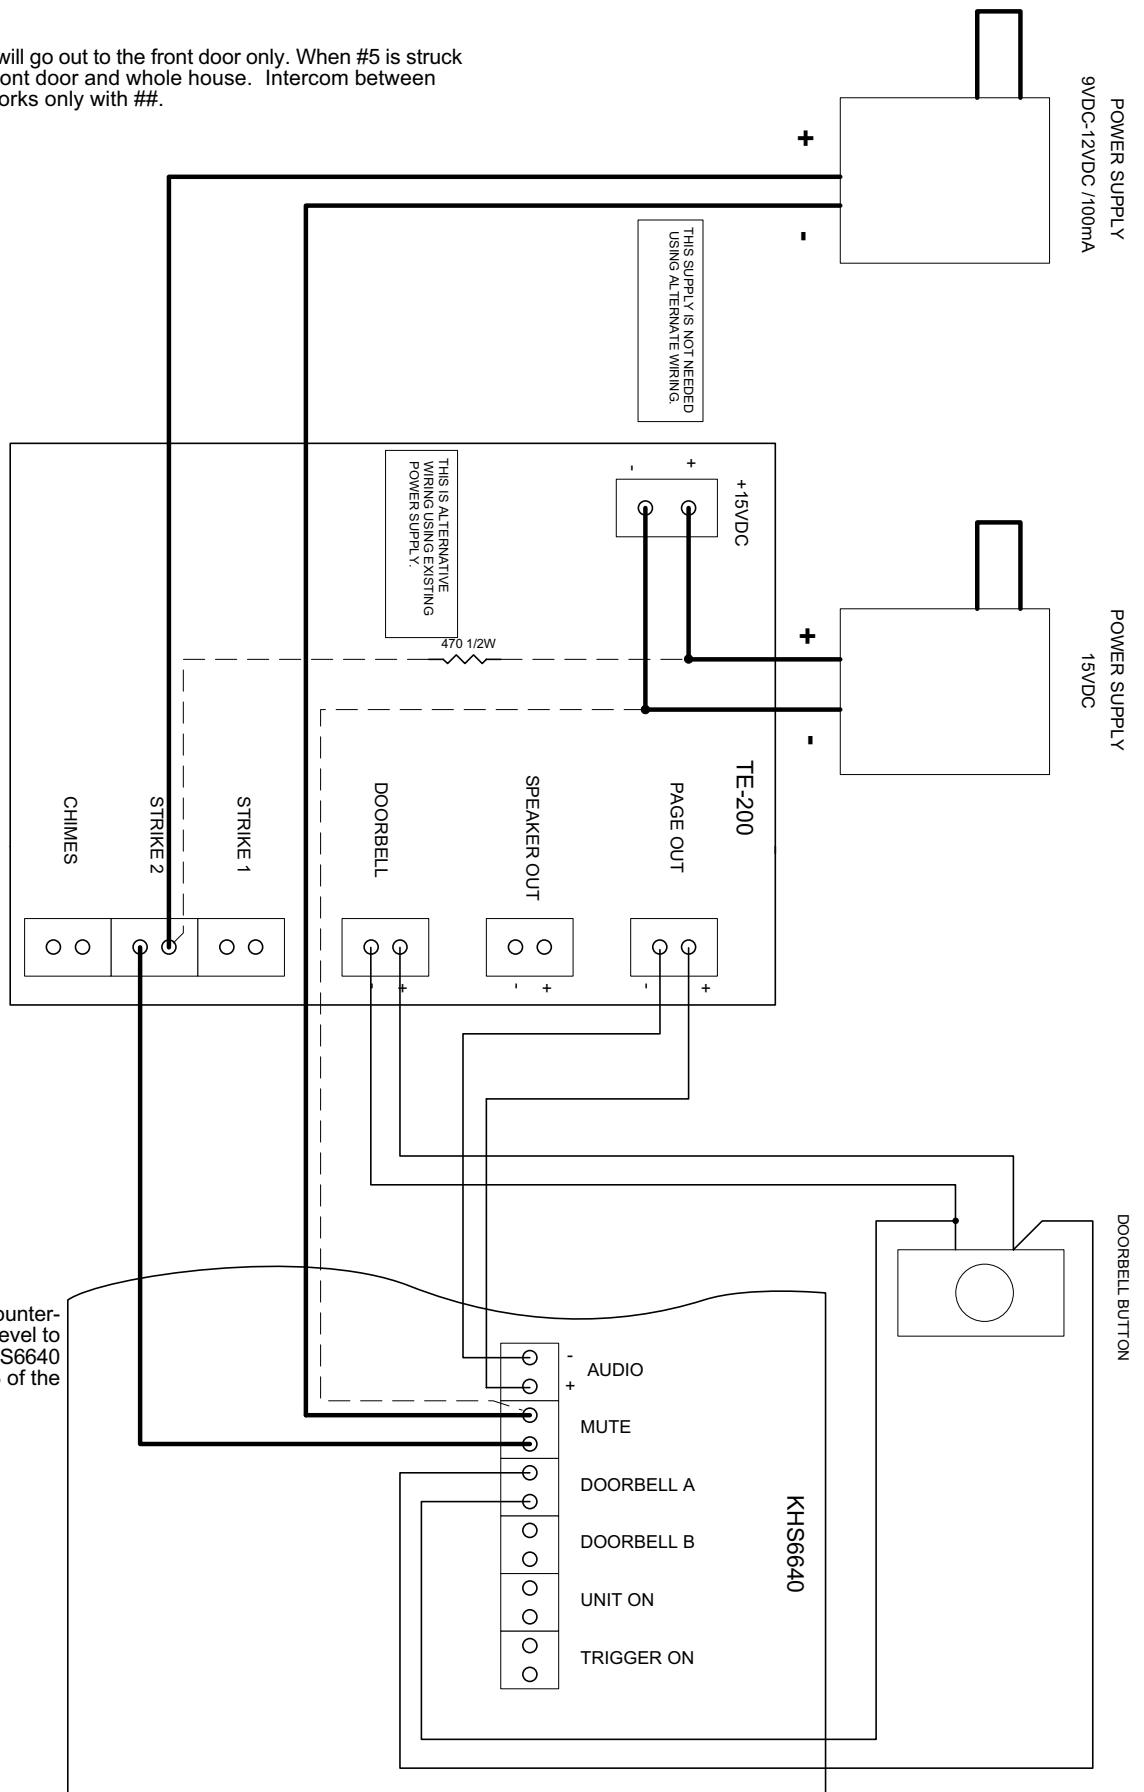 will go out to the front door only. When #5 is struck
ont door and whole house.  Intercom between
orks only with ##.
POWER SUPPLY
9VDC-12VDC /100mA
+
-
THIS SUPPLY IS NOT NEEDED
USING ALTERNATE WIRING.
THIS IS ALTERNATIVE
WIRING USING EXISTING
POWER SUPPLY.
- +
+15VDC
POWER SUPPLY
15VDC
+
-
470 1/2W
TE-200
PAGE OUT
SPEAKER OUT
DOORBELL
STRIKE 1
STRIKE 2
CHIMES
- +
- +
- +
DOORBELL BUTTON
ounter-
evel to
S6640
of the
-
AUDIO
+
MUTE
DOORBELL A
DOORBELL B
UNIT ON
TRIGGER ON
KHS6640